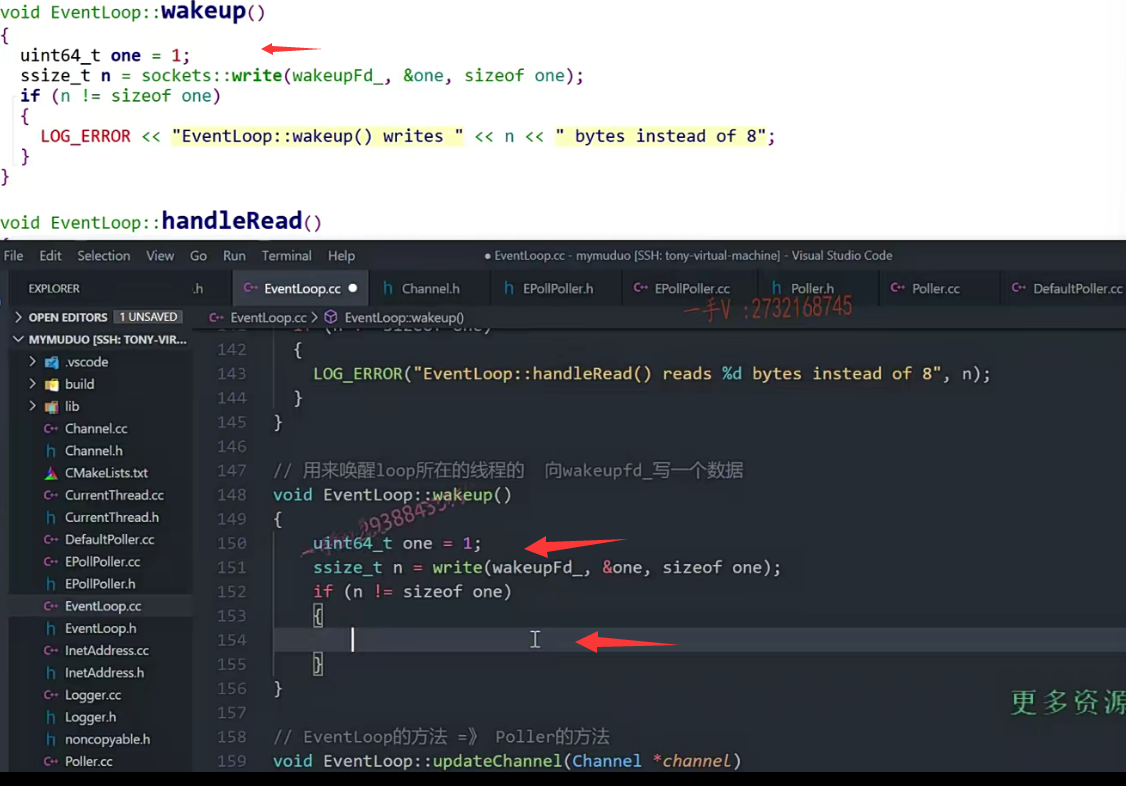 void EventLoop::wakeup()
{
uint64_t one = 1;
ssize_t n = sockets::write(wakeupFd_, &one, sizeof one);
if (n != sizeof one)
{
LOG_ERROR << "EventLoop::wakeup() writes " << n << " bytes instead of 8";
}
}
void EventLoop::handleRead()
File Edit Selection View Go Run Terminal Help ● EventLoop.cc - mymuduo [SSH: tony-virtual-machine] - Visual Studio Code
EXPLORER .h C++ EventLoop.cc ● h Channel.h h EPollPoller.h C++ EPollPoller.cc h Poller.h C++ Poller.cc C++ DefaultPoller.cc
一手V :2732168745
OPEN EDITORS 1 UNSAVED
C++ EventLoop.cc > EventLoop::wakeup()
MYMUDUO [SSH: TONY-VIR...
.vscode
build
lib
C++ Channel.cc
h Channel.h
CMakeLists.txt
C++ CurrentThread.cc
h CurrentThread.h
C++ DefaultPoller.cc
C++ EPollPoller.cc
h EPollPoller.h
C++ EventLoop.cc
h EventLoop.h
C++ InetAddress.cc
h InetAddress.h
C++ Logger.cc
h Logger.h
h noncopyable.h
C++ Poller.cc
142 {
143 LOG_ERROR("EventLoop::handleRead() reads %d bytes instead of 8", n);
144 }
145 }
146
147 // 用来唤醒loop所在的线程的 向wakeupfd_写一个数据
148 void EventLoop::wakeup()
149 {
150 uint64_t one = 1;
151 ssize_t n = write(wakeupFd_, &one, sizeof one);
152 if (n != sizeof one)
153 {
154
155 }
156 }
157
158 // EventLoop的方法 =》 Poller的方法
159 void EventLoop::updateChannel(Channel *channel)
更多资源